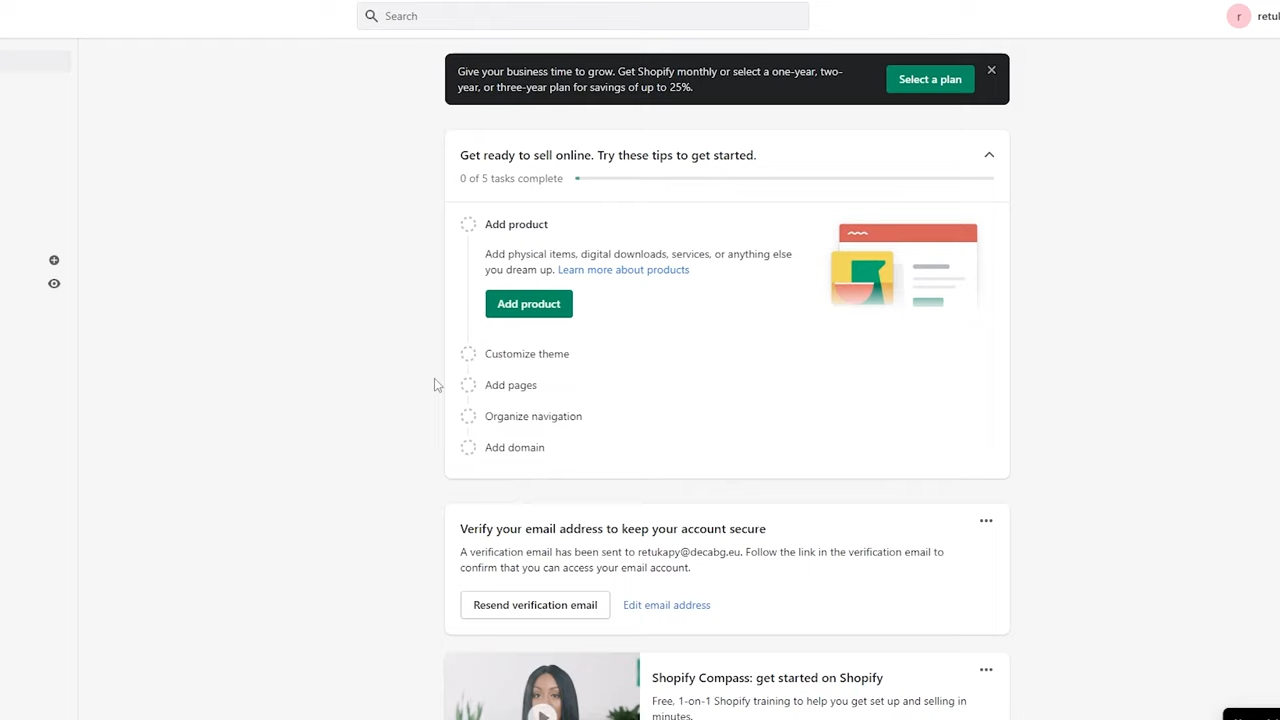 Search
r
retul
Give your business time to grow. Get Shopify monthly or select a one-year, two-
year, or three-year plan for savings of up to 25%.
Select a plan
Get ready to sell online. Try these tips to get started.
0 of 5 tasks complete
Add product
Add physical items, digital downloads, services, or anything else
you dream up. Learn more about products
Add product
Customize theme
Add pages
Organize navigation
Add domain
Verify your email address to keep your account secure
A verification email has been sent to retukapy@decabg.eu. Follow the link in the verification email to
confirm that you can access your email account.
Resend verification email
Edit email address
Shopify Compass: get started on Shopify
Free, 1-on-1 Shopify training to help you get set up and selling in
minutes.